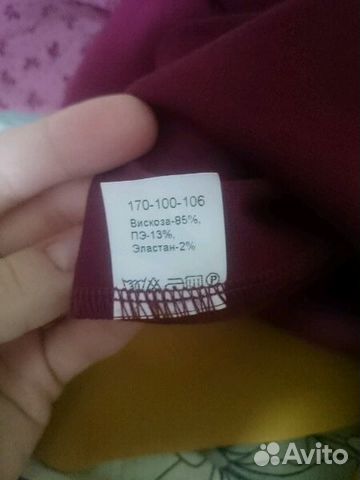 170-100-106
Вискоза-85%,
ПЭ-13%,
Эластан-2%
P
Avito